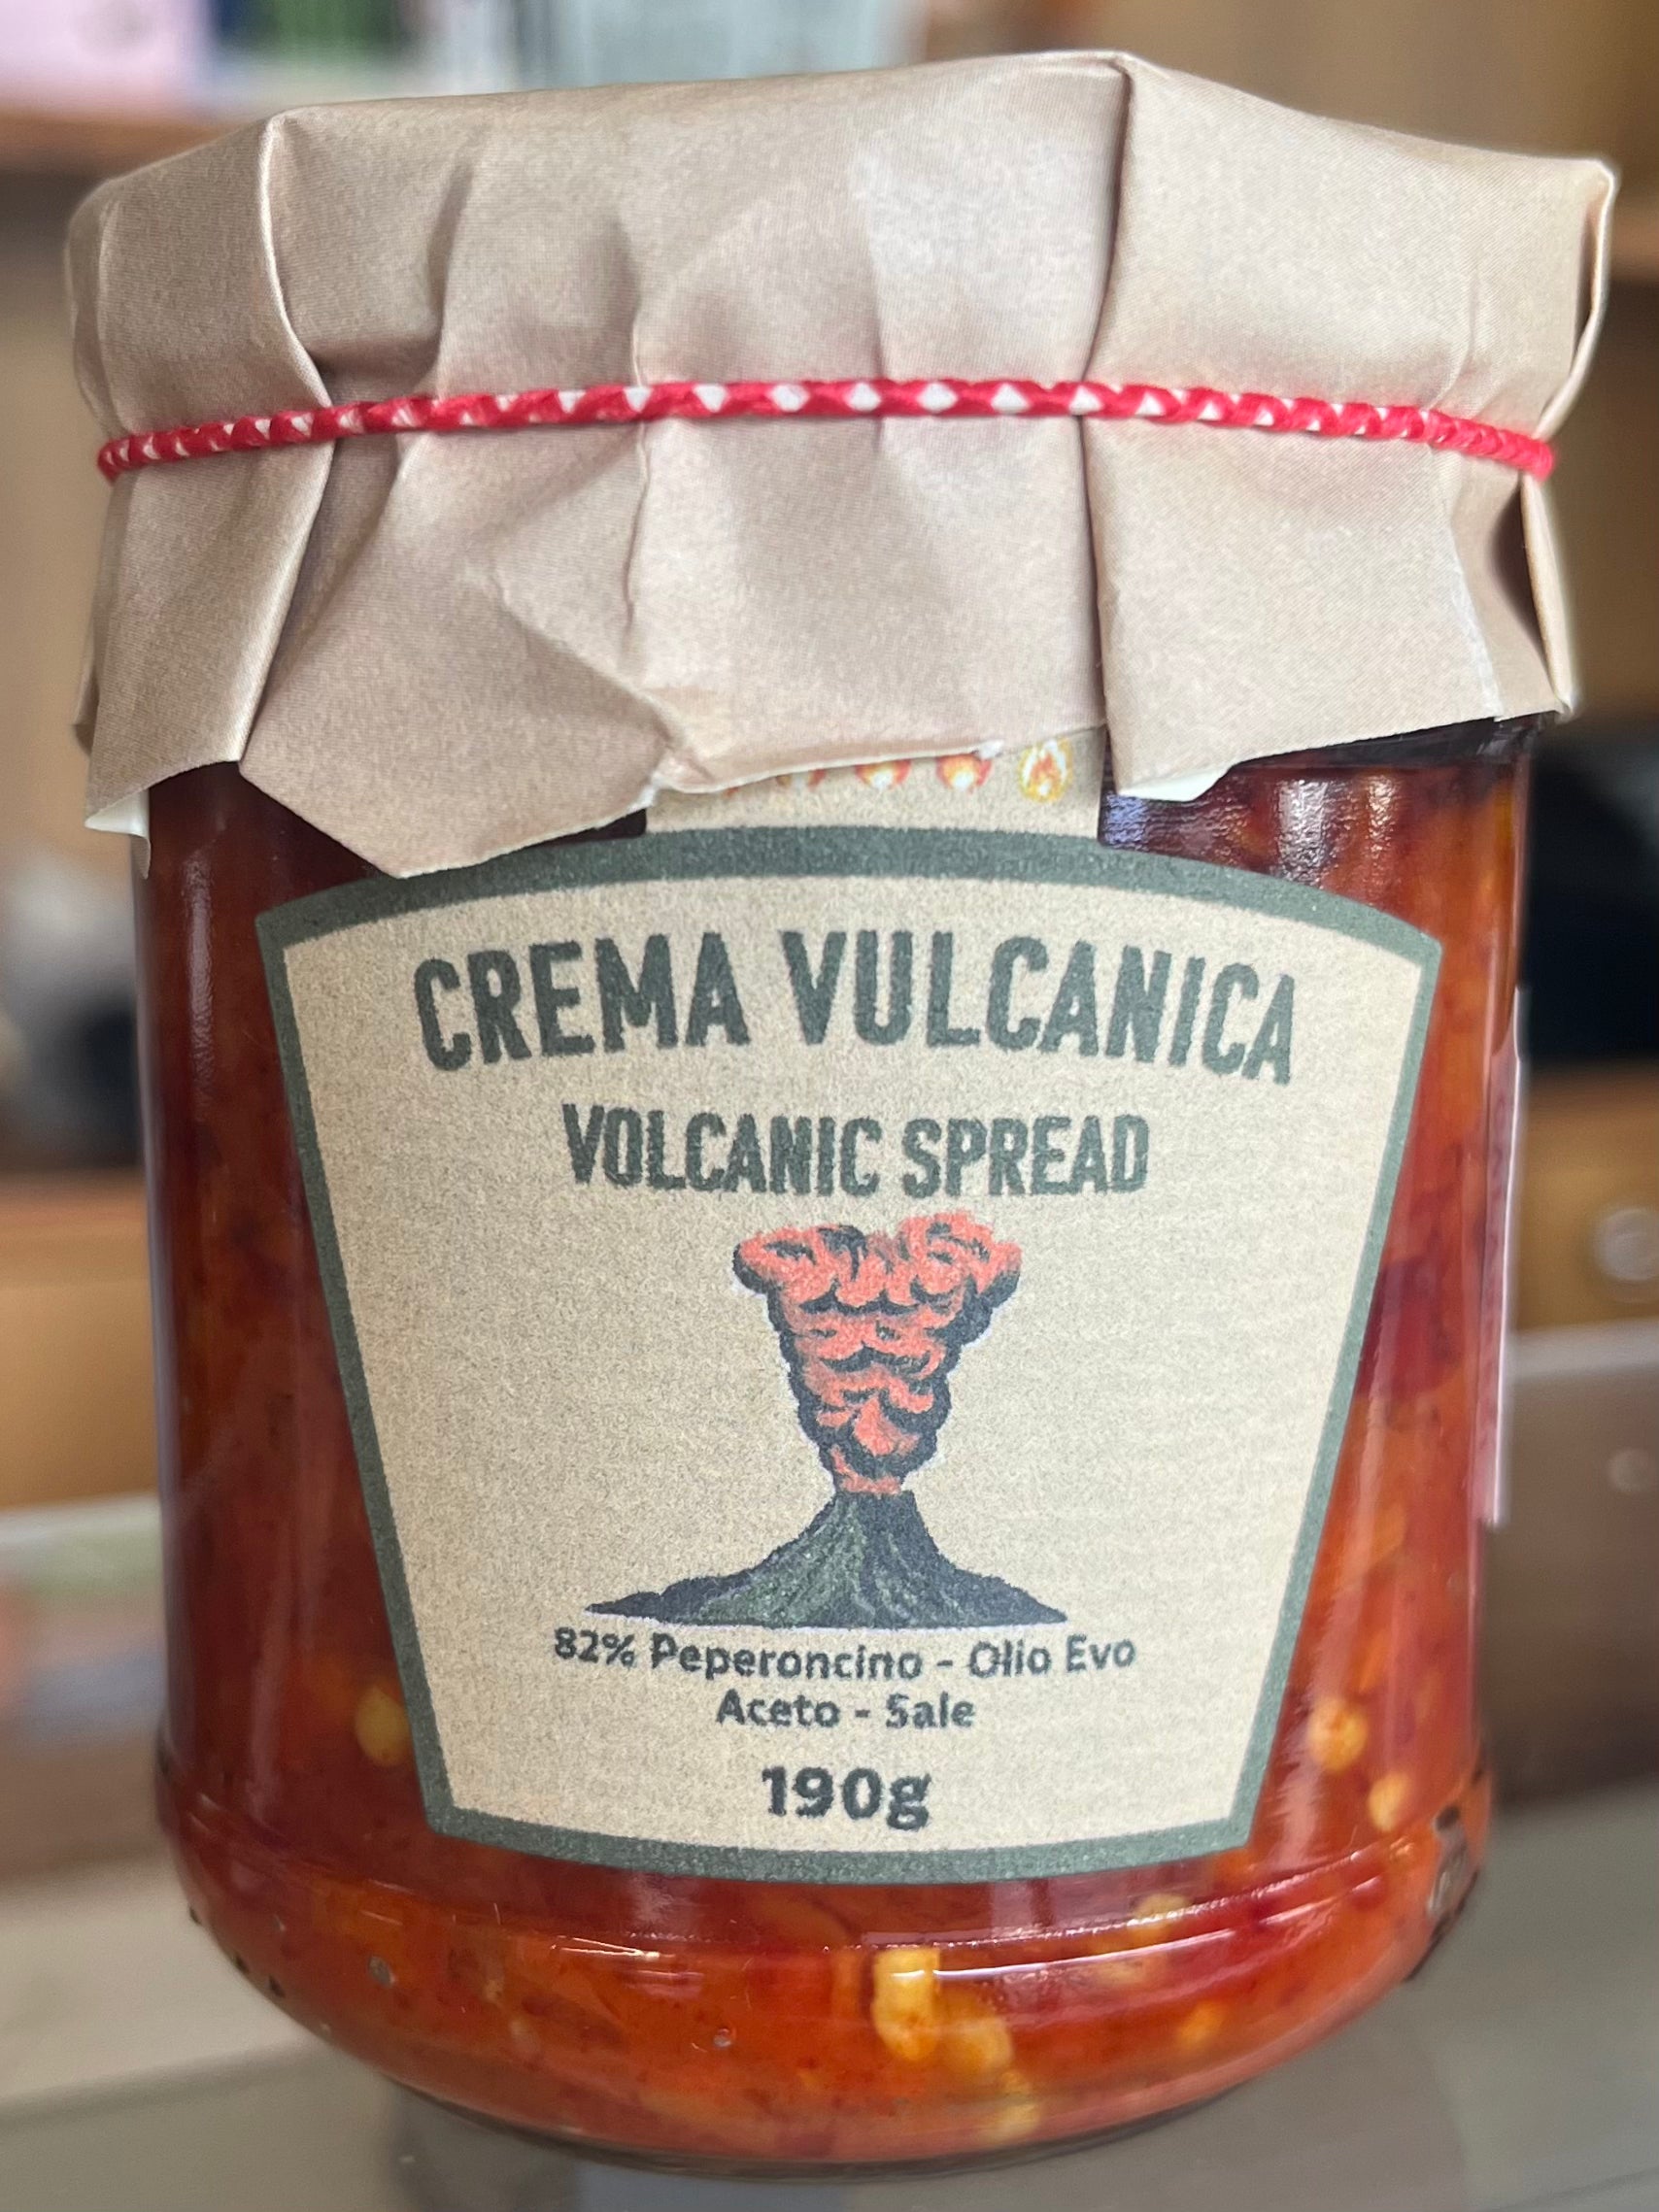 CREMA VULCANICA
VOLCANIC SPREAD
82% Peperoncino - Olio Evo
Aceto - Sale
190g